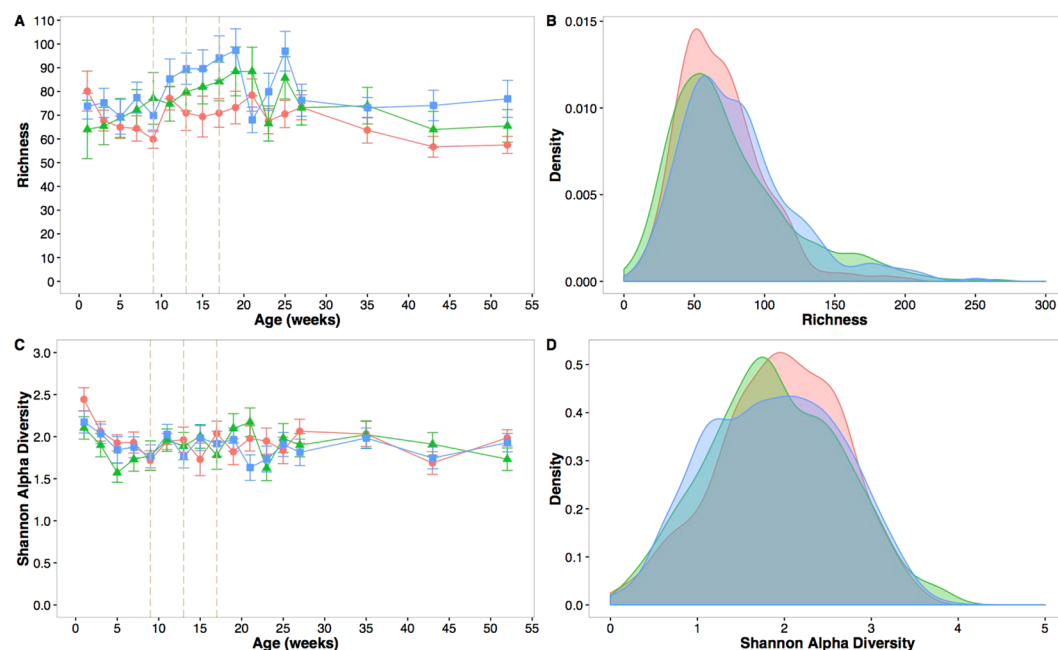 A
Richness
110
100
90
80
70
60
50
40
30
20
10
0
0 5 10 15 20 25 30 35 40 45 50 55
Age (weeks)
B
Density
0.015
0.010
0.005
0.000
0 50 100 150 200 250 300
Richness
C
Shannon Alpha Diversity
3.0
2.5
2.0
1.5
1.0
0.5
0.0
0 5 10 15 20 25 30 35 40 45 50 55
Age (weeks)
D
Density
0.5
0.4
0.3
0.2
0.1
0.0
0 1 2 3 4 5
Shannon Alpha Diversity